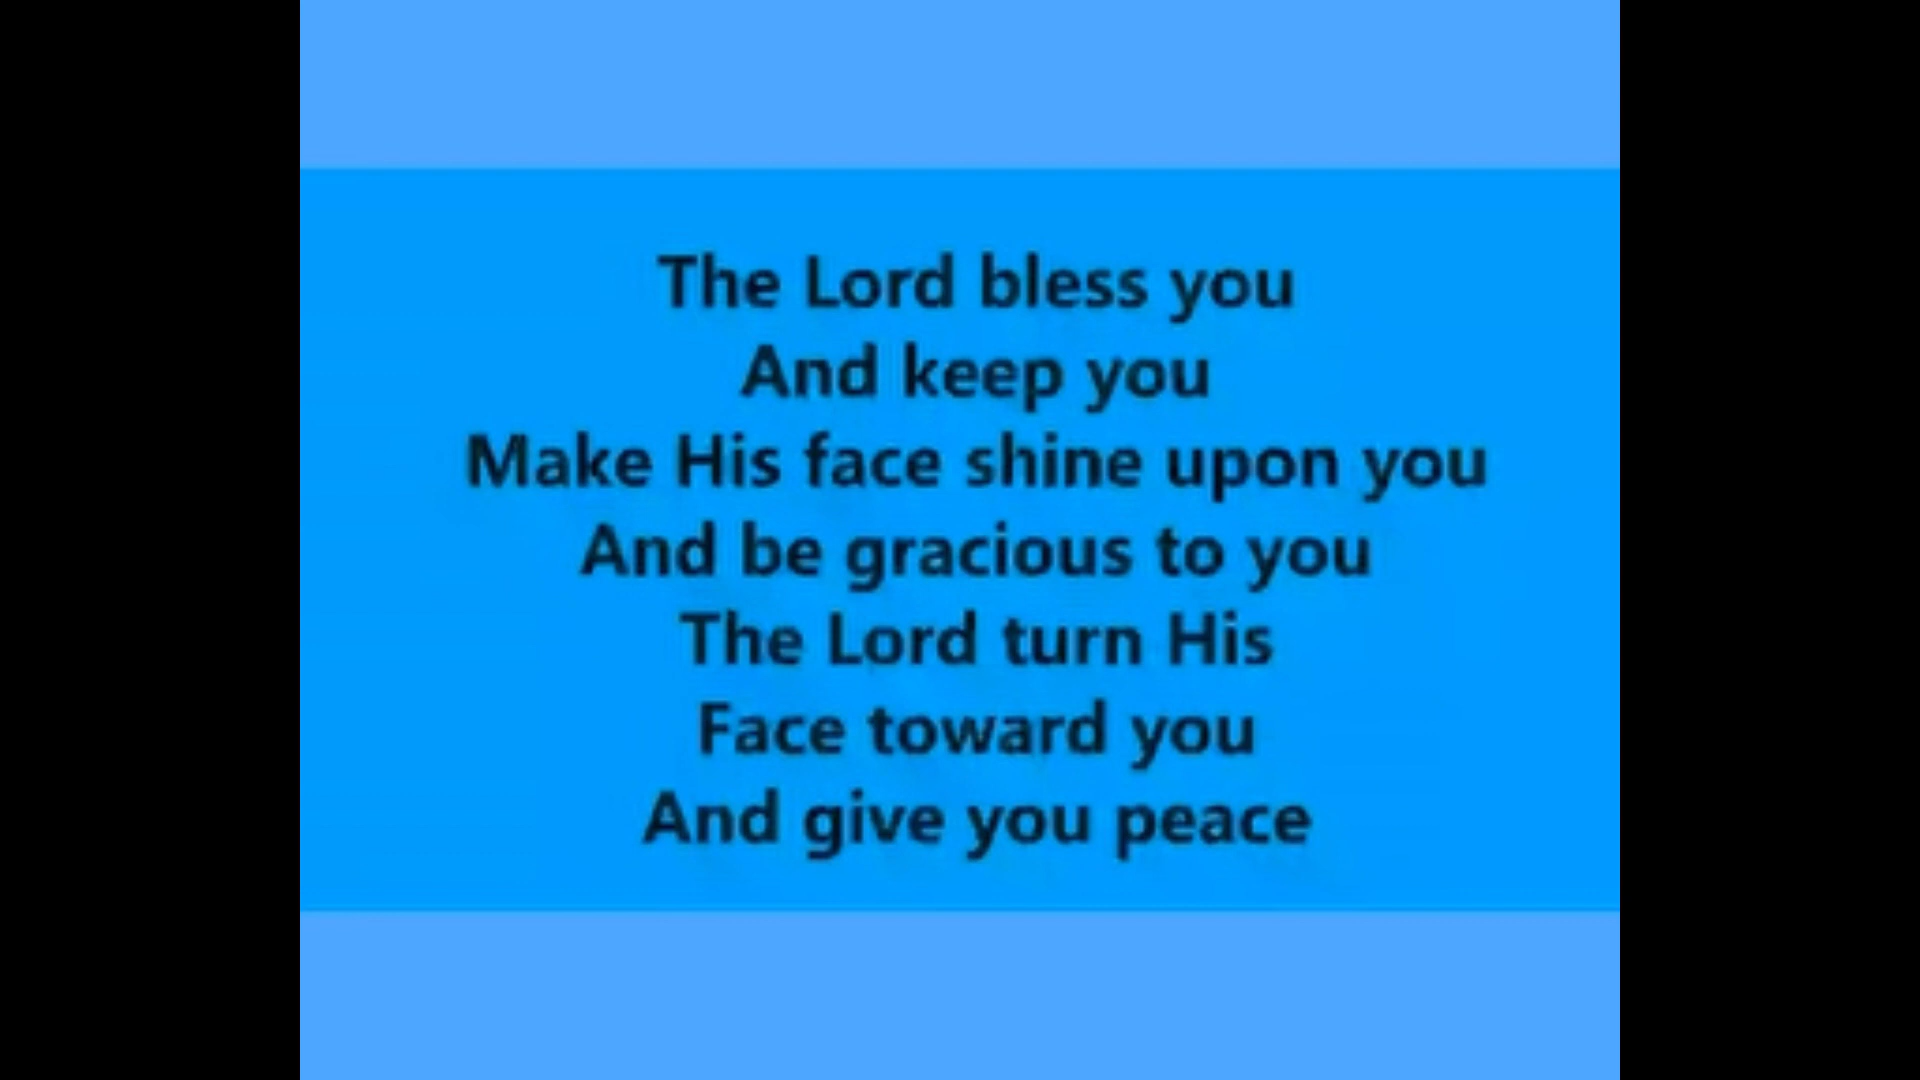 The Lord bless you
And keep you
Make His face shine upon you
And be gracious to you
The Lord turn His
Face toward you
And give you peace